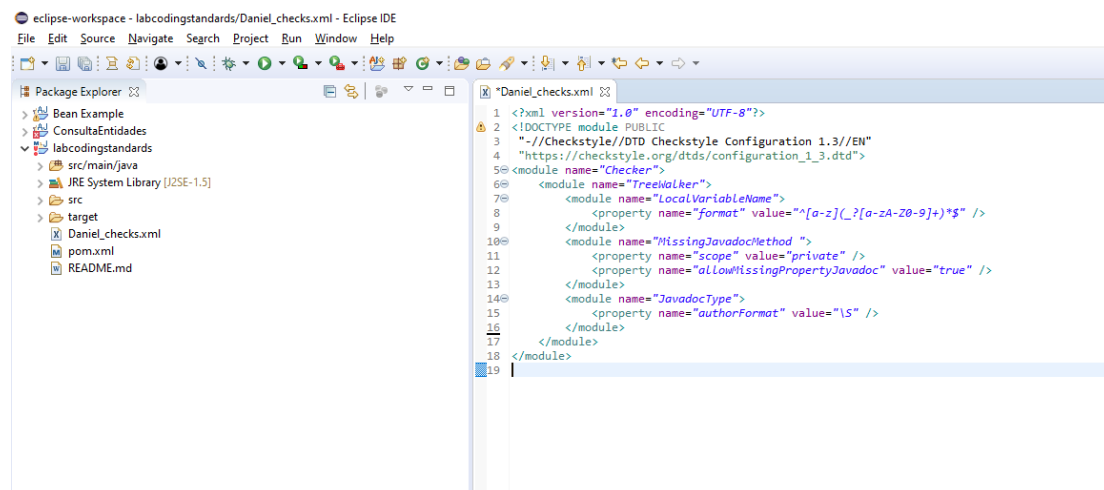 eclipse-workspace - labcodingstandards/Daniel_checks.xml - Eclipse IDE
File Edit Source Navigate Search Project Run Window Help
Package Explorer
Bean Example
ConsultaEntidades
labcodingstandards
src/main/java
JRE System Library [J2SE-1.5]
src
target
Daniel_checks.xml
pom.xml
README.md
*Daniel_checks.xml
1 <?xml version="1.0" encoding="UTF-8"?>
2 <!DOCTYPE module PUBLIC
3 "-//Checkstyle//DTD Checkstyle Configuration 1.3//EN"
4 "https://checkstyle.org/dtds/configuration_1_3.dtd">
5 <module name="Checker">
6 <module name="TreeWalker">
7 <module name="LocalVariableName">
8 <property name="format" value="^[a-z](_?[a-zA-Z0-9]+)*$" />
9 </module>
10 <module name="MissingJavadocMethod ">
11 <property name="scope" value="private" />
12 <property name="allowMissingPropertyJavadoc" value="true" />
13 </module>
14 <module name="JavadocType">
15 <property name="authorFormat" value="\S" />
16 </module>
17 </module>
18 </module>
19